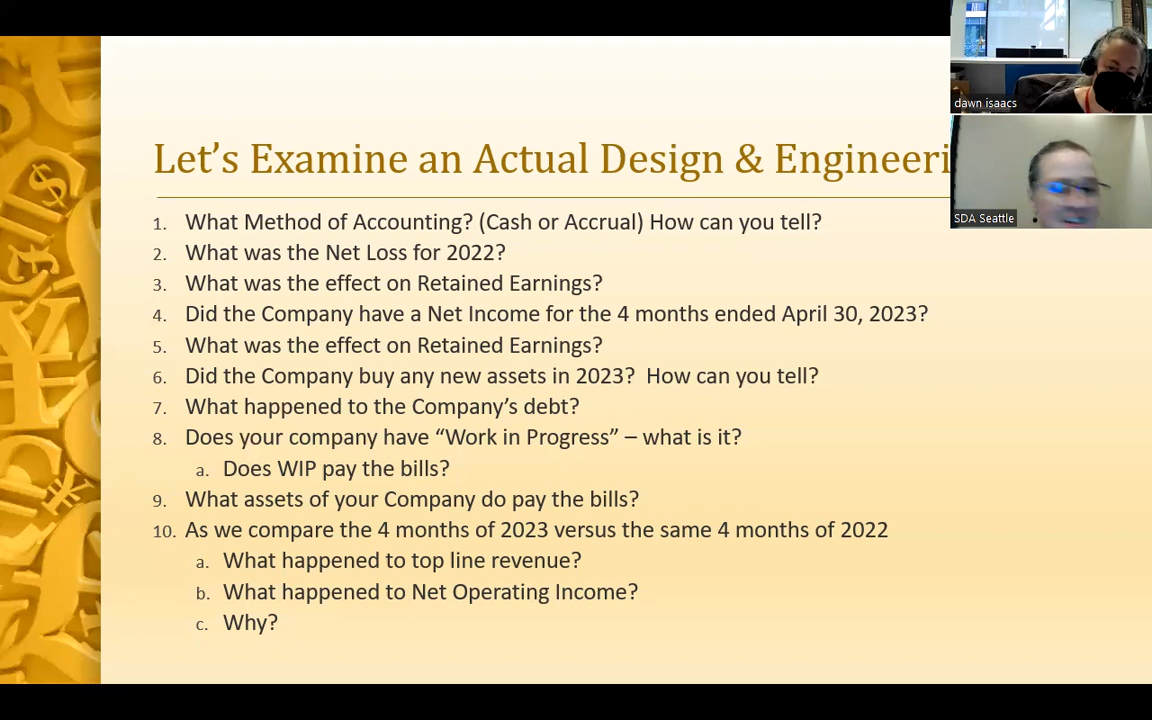 Let's Examine an Actual Design & Engineeri
1. What Method of Accounting? (Cash or Accrual) How can you tell?
2. What was the Net Loss for 2022?
3. What was the effect on Retained Earnings?
4. Did the Company have a Net Income for the 4 months ended April 30, 2023?
5. What was the effect on Retained Earnings?
6. Did the Company buy any new assets in 2023?  How can you tell?
7. What happened to the Company's debt?
8. Does your company have “Work in Progress” – what is it?
a. Does WIP pay the bills?
9. What assets of your Company do pay the bills?
10. As we compare the 4 months of 2023 versus the same 4 months of 2022
a. What happened to top line revenue?
b. What happened to Net Operating Income?
c. Why?
dawn isaacs
SDA Seattle